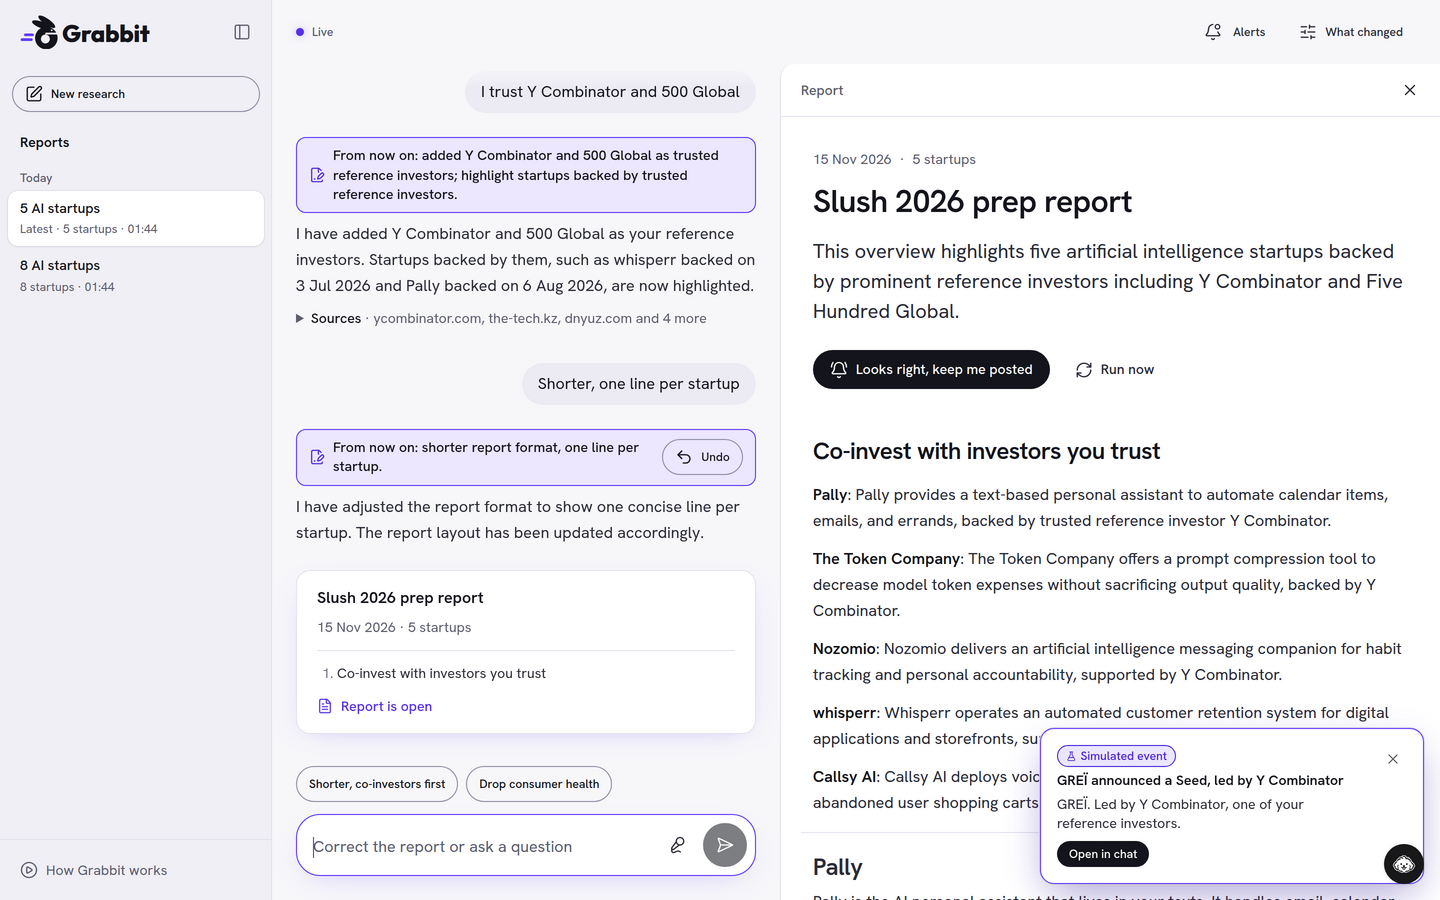 Grabbit
New research
Reports
Today
5 AI startups
Latest · 5 startups · 01:44
8 AI startups
8 startups · 01:44
How Grabbit works
Live
Alerts
What changed
I trust Y Combinator and 500 Global
From now on: added Y Combinator and 500 Global as trusted
reference investors; highlight startups backed by trusted
reference investors.
I have added Y Combinator and 500 Global as your reference
investors. Startups backed by them, such as whisperr backed on
3 Jul 2026 and Pally backed on 6 Aug 2026, are now highlighted.
Sources · ycombinator.com, the-tech.kz, dnyuz.com and 4 more
Shorter, one line per startup
From now on: shorter report format, one line per
startup.
Undo
I have adjusted the report format to show one concise line per
startup. The report layout has been updated accordingly.
Slush 2026 prep report
15 Nov 2026 · 5 startups
1. Co-invest with investors you trust
Report is open
Shorter, co-investors first
Drop consumer health
Correct the report or ask a question
Report
15 Nov 2026 · 5 startups
Slush 2026 prep report
This overview highlights five artificial intelligence startups backed
by prominent reference investors including Y Combinator and Five
Hundred Global.
Looks right, keep me posted
Run now
Co-invest with investors you trust
Pally: Pally provides a text-based personal assistant to automate calendar items,
emails, and errands, backed by trusted reference investor Y Combinator.
The Token Company: The Token Company offers a prompt compression tool to
decrease model token expenses without sacrificing output quality, backed by Y
Combinator.
Nozomio: Nozomio delivers an artificial intelligence messaging companion for habit
tracking and personal accountability, supported by Y Combinator.
whisperr: Whisperr operates an automated customer retention system for digital
applications and storefronts,
Callsy AI: Callsy AI deploys
abandoned user shopping carts
Pally
Pally is the AI personal assistant that lives in your texts. It handles email, calendar,
Simulated event
GREÏ announced a Seed, led by Y Combinator
GREÏ. Led by Y Combinator, one of your
reference investors.
Open in chat